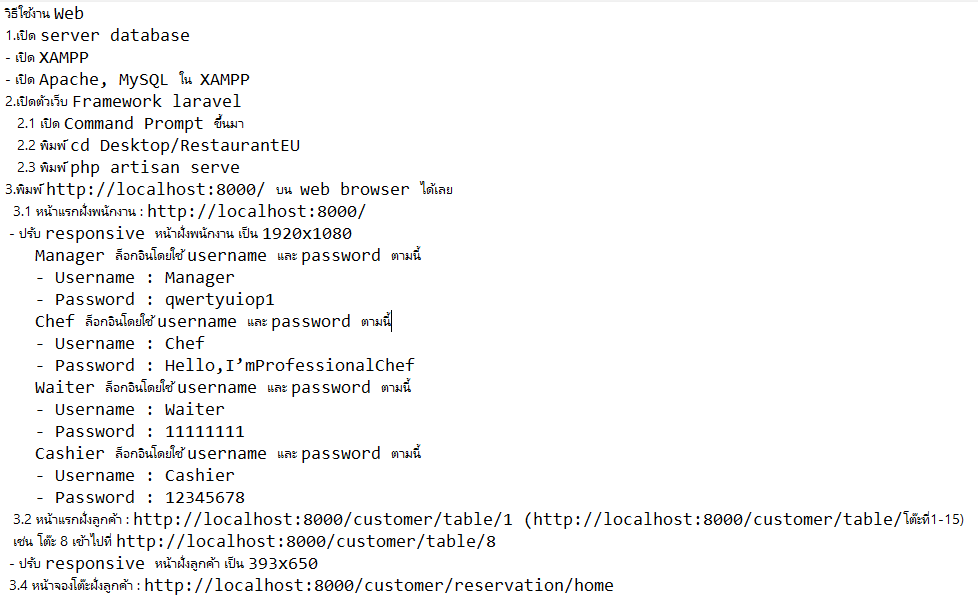 วิธีใช้งาน Web
1.เปิด server database
- เปิด XAMPP
- เปิด Apache, MySQL ใน XAMPP
2.เปิดตัวเว็บ Framework laravel
2.1 เปิด Command Prompt ขึ้นมา
2.2 พิมพ์ cd Desktop/RestaurantEU
2.3 พิมพ์ php artisan serve
3.พิมพ์ http://localhost:8000/ บน web browser ได้เลย
3.1 หน้าแรกฝั่งพนักงาน : http://localhost:8000/
- ปรับ responsive หน้าฝั่งพนักงาน เป็น 1920x1080
Manager ล็อกอินโดยใช้ username และ password ตามนี้
- Username : Manager
- Password : qwertyuiop1
Chef ล็อกอินโดยใช้ username และ password ตามนี้
- Username : Chef
- Password : Hello,I’mProfessionalChef
Waiter ล็อกอินโดยใช้ username และ password ตามนี้
- Username : Waiter
- Password : 11111111
Cashier ล็อกอินโดยใช้ username และ password ตามนี้
- Username : Cashier
- Password : 12345678
3.2 หน้าแรกฝั่งลูกค้า : http://localhost:8000/customer/table/1 (http://localhost:8000/customer/table/โต๊ะที่1-15)
เช่น โต๊ะ 8 เข้าไปที่ http://localhost:8000/customer/table/8
- ปรับ responsive หน้าฝั่งลูกค้า เป็น 393x650
3.4 หน้าจองโต๊ะฝั่งลูกค้า : http://localhost:8000/customer/reservation/home